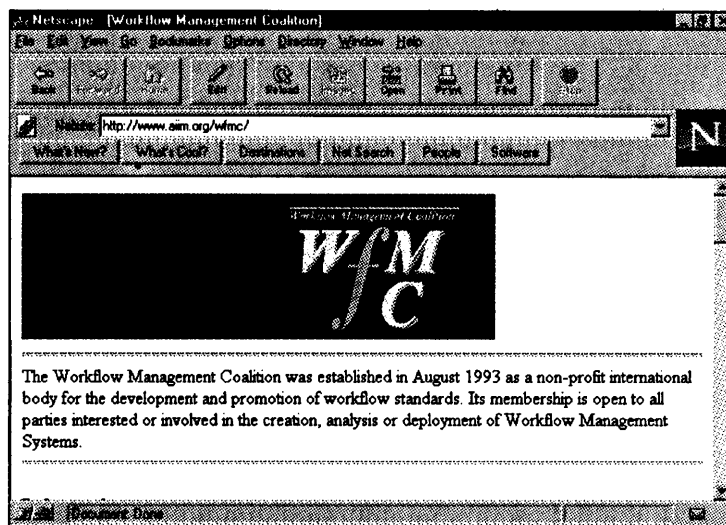 Netscape - [Workflow Management Coalition]
File Edit View Go Bookmarks Options Directory Window Help
Back Forward Home Edit Reload Images Open Print Find Stop
Netsite: http://www.aiim.org/wfmc/
N
What's New? What's Cool? Destinations Net Search People Software
Workflow Management Coalition
WfMC
The Workflow Management Coalition was established in August 1993 as a non-profit international
body for the development and promotion of workflow standards. Its membership is open to all
parties interested or involved in the creation, analysis or deployment of Workflow Management
Systems.
Document: Done